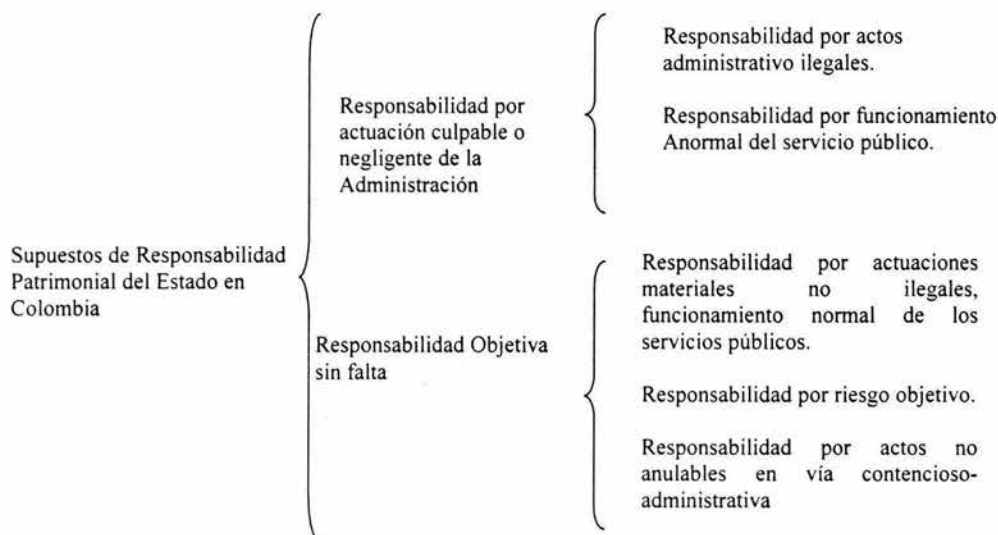 Supuestos de Responsabilidad
Patrimonial del Estado en
Colombia
Responsabilidad por
actuación culpable o
negligente de la
Administración
Responsabilidad por actos
administrativo ilegales.
Responsabilidad por funcionamiento
Anormal del servicio público.
Responsabilidad Objetiva
sin falta
Responsabilidad por actuaciones
materiales no ilegales,
funcionamiento normal de los
servicios públicos.
Responsabilidad por riesgo objetivo.
Responsabilidad por actos no
anulables en vía contencioso-
administrativa